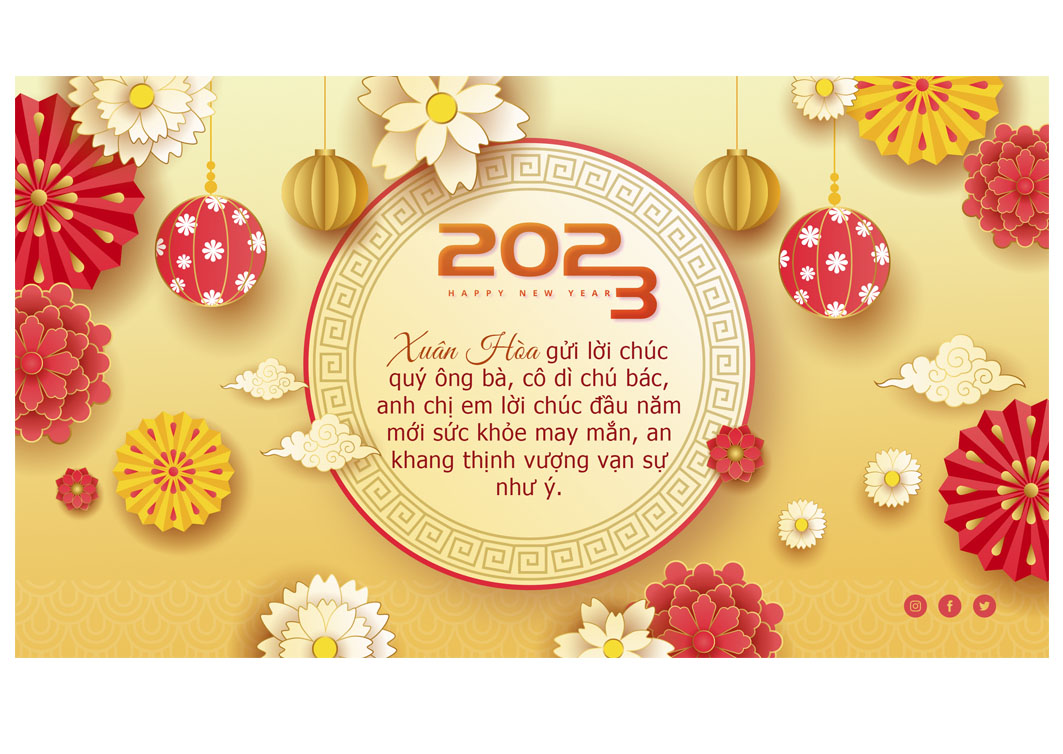 2023
HAPPY NEW YEAR
Xuân Hòa gửi lời chúc
quý ông bà, cô dì chú bác,
anh chị em lời chúc đầu năm
mới sức khỏe may mắn, an
khang thịnh vượng vạn sự
như ý.